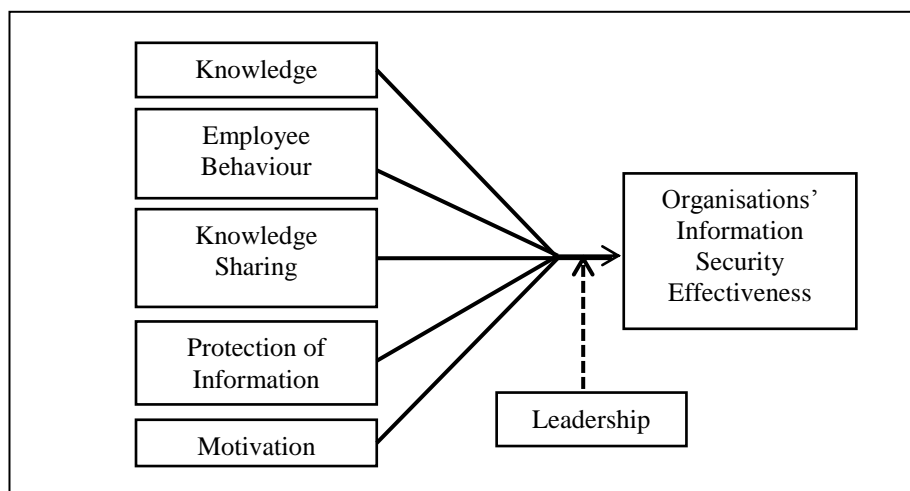 Knowledge
Employee
Behaviour
Knowledge
Sharing
Protection of
Information
Motivation
Organisations’
Information
Security
Effectiveness
Leadership